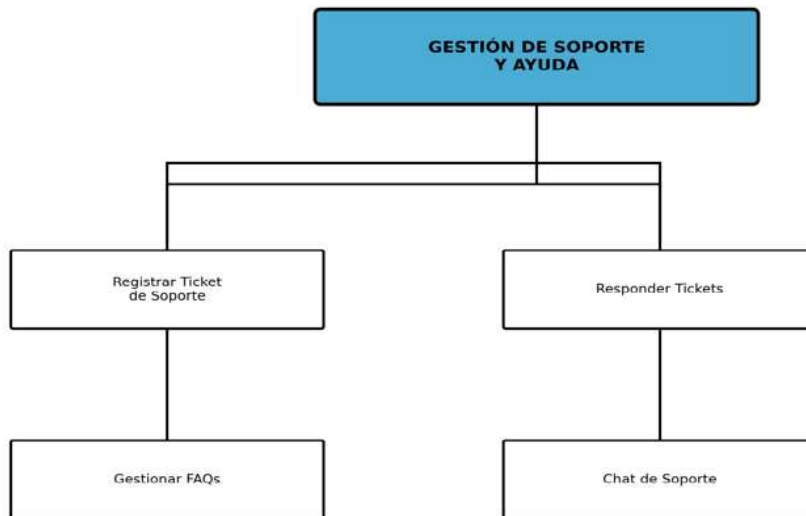 GESTIÓN DE SOPORTE
Y AYUDA
Registrar Ticket
de Soporte
Responder Tickets
Gestionar FAQs
Chat de Soporte